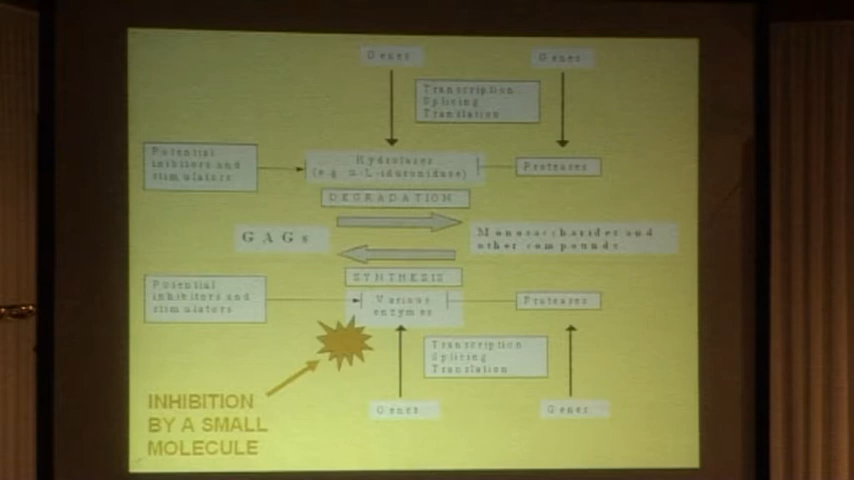 Genes
Genes
Transcription
Splicing
Translation
Potential
inhibitors and
stimulators
Hydrolases
(e.g. α-L-iduronidase)
Proteases
DEGRADATION
GAGs
Monosaccharides and
other compounds
SYNTHESIS
Potential
inhibitors and
stimulators
Various
enzymes
Proteases
Transcription
Splicing
Translation
INHIBITION
BY A SMALL
MOLECULE
Genes
Genes